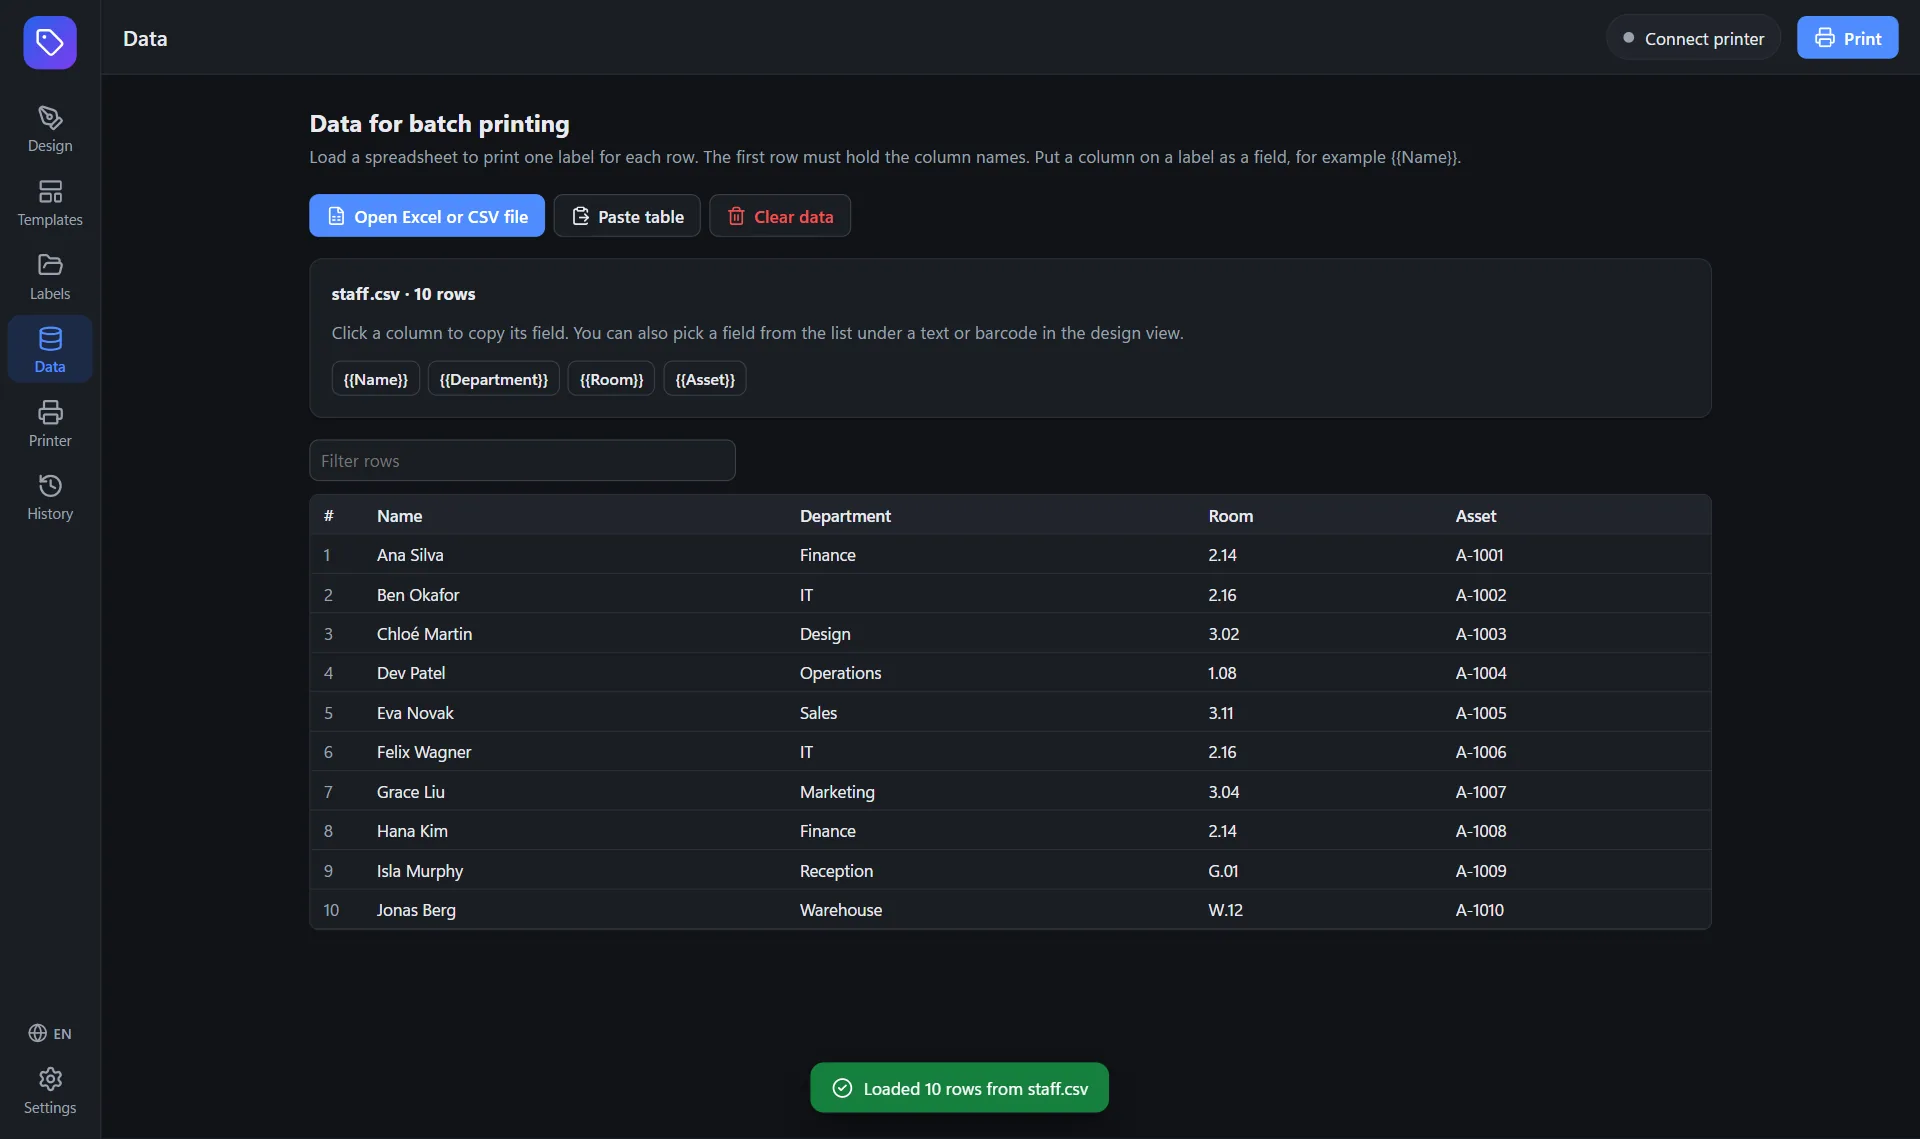 Data
Connect printer
Print
Design
Templates
Labels
Data
Printer
History
EN
Settings
Data for batch printing
Load a spreadsheet to print one label for each row. The first row must hold the column names. Put a column on a label as a field, for example {{Name}}.
Open Excel or CSV file
Paste table
Clear data
staff.csv · 10 rows
Click a column to copy its field. You can also pick a field from the list under a text or barcode in the design view.
{{Name}} {{Department}} {{Room}} {{Asset}}
Filter rows
# Name Department Room Asset
1 Ana Silva Finance 2.14 A-1001
2 Ben Okafor IT 2.16 A-1002
3 Chloé Martin Design 3.02 A-1003
4 Dev Patel Operations 1.08 A-1004
5 Eva Novak Sales 3.11 A-1005
6 Felix Wagner IT 2.16 A-1006
7 Grace Liu Marketing 3.04 A-1007
8 Hana Kim Finance 2.14 A-1008
9 Isla Murphy Reception G.01 A-1009
10 Jonas Berg Warehouse W.12 A-1010
Loaded 10 rows from staff.csv